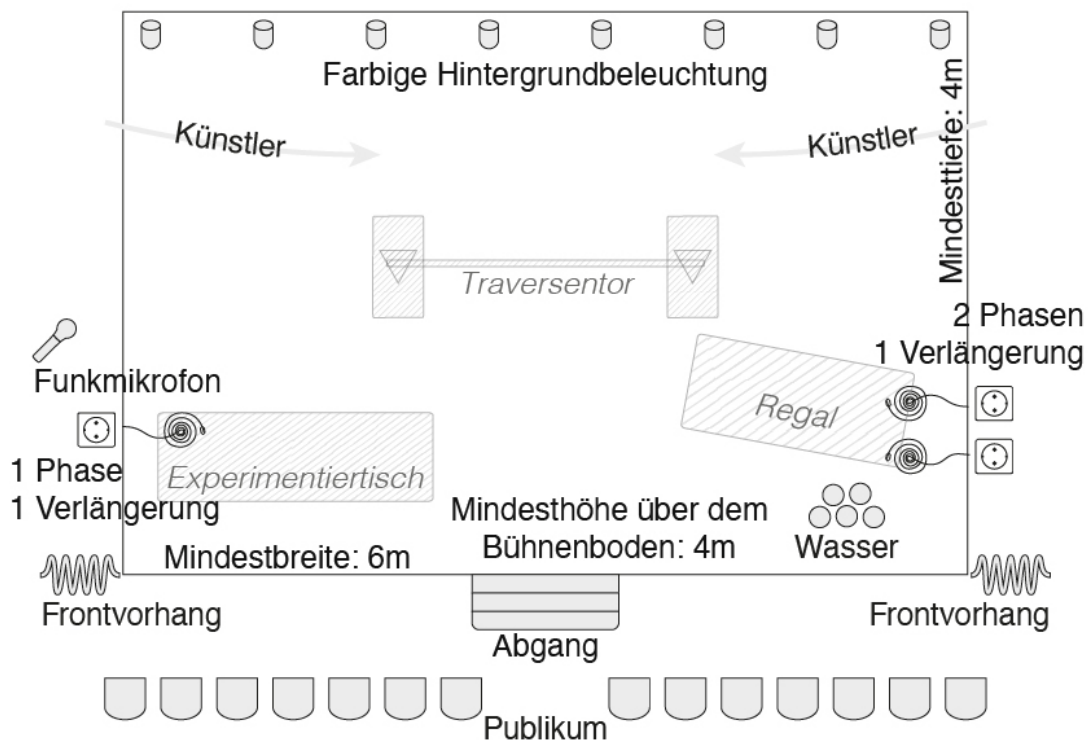 Farbige Hintergrundbeleuchtung
Künstler
Künstler
Mindesttiefe: 4m
Traversentor
2 Phasen
1 Verlängerung
Funkmikrofon
Regal
1 Phase
1 Verlängerung
Experimentiertisch
Mindesthöhe über dem
Bühnenboden: 4m
Wasser
Mindestbreite: 6m
Frontvorhang
Frontvorhang
Abgang
Publikum